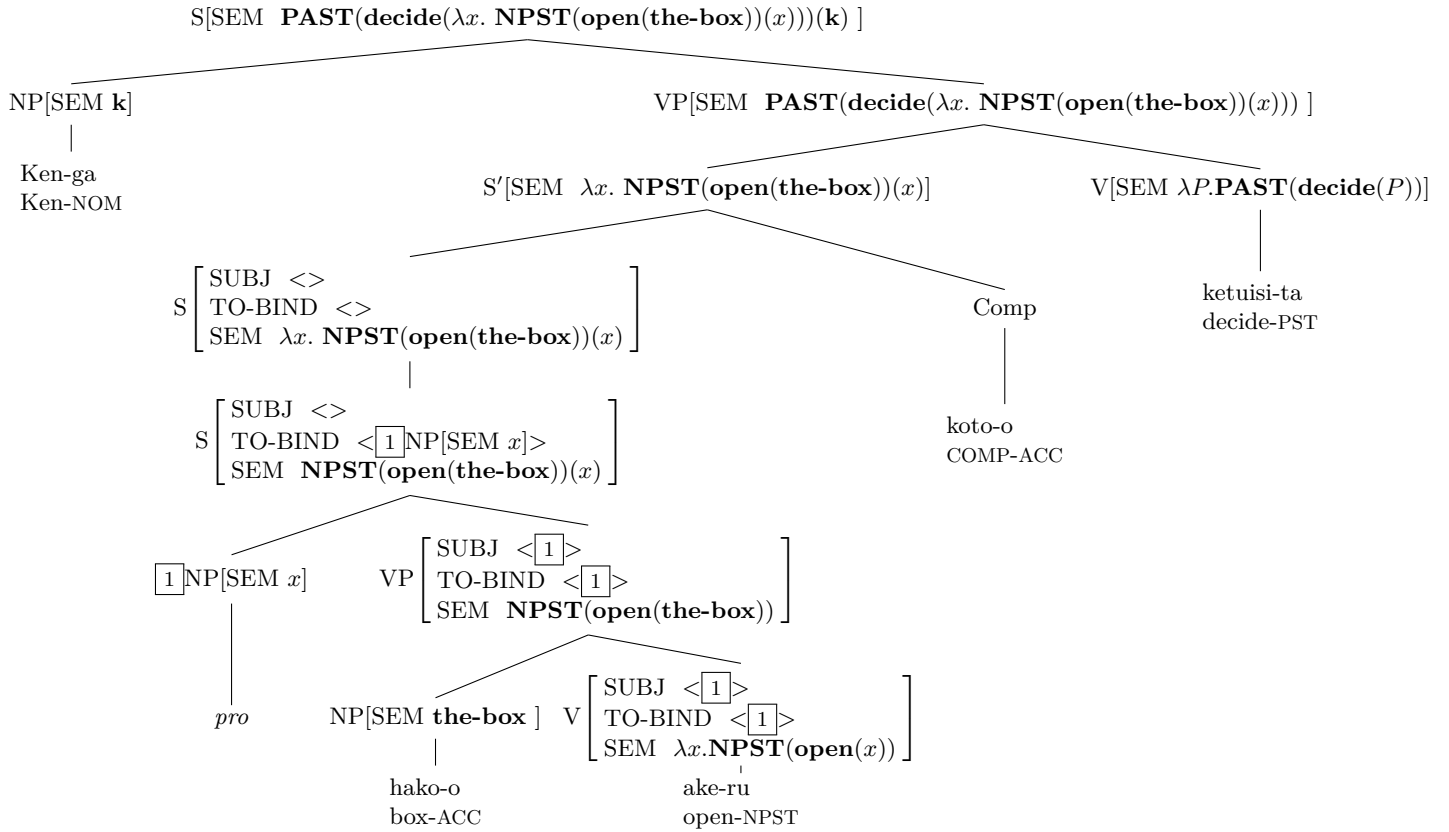 S[SEM PAST(decide(λx. NPST(open(the-box))(x)))(k) ]
NP[SEM k]
VP[SEM PAST(decide(λx. NPST(open(the-box))(x))) ]
Ken-ga
Ken-NOM
S′[SEM λx. NPST(open(the-box))(x)]
V[SEM λP.PAST(decide(P))]
ketuisi-ta
decide-PST
S
SUBJ <>
TO-BIND <>
SEM λx. NPST(open(the-box))(x)
Comp
koto-o
COMP-ACC
S
SUBJ <>
TO-BIND <1NP[SEM x]>
SEM NPST(open(the-box))(x)
1NP[SEM x]
pro
VP
SUBJ <1>
TO-BIND <1>
SEM NPST(open(the-box))
NP[SEM the-box ]
hako-o
box-ACC
V
SUBJ <1>
TO-BIND <1>
SEM λx.NPST(open(x))
ake-ru
open-NPST